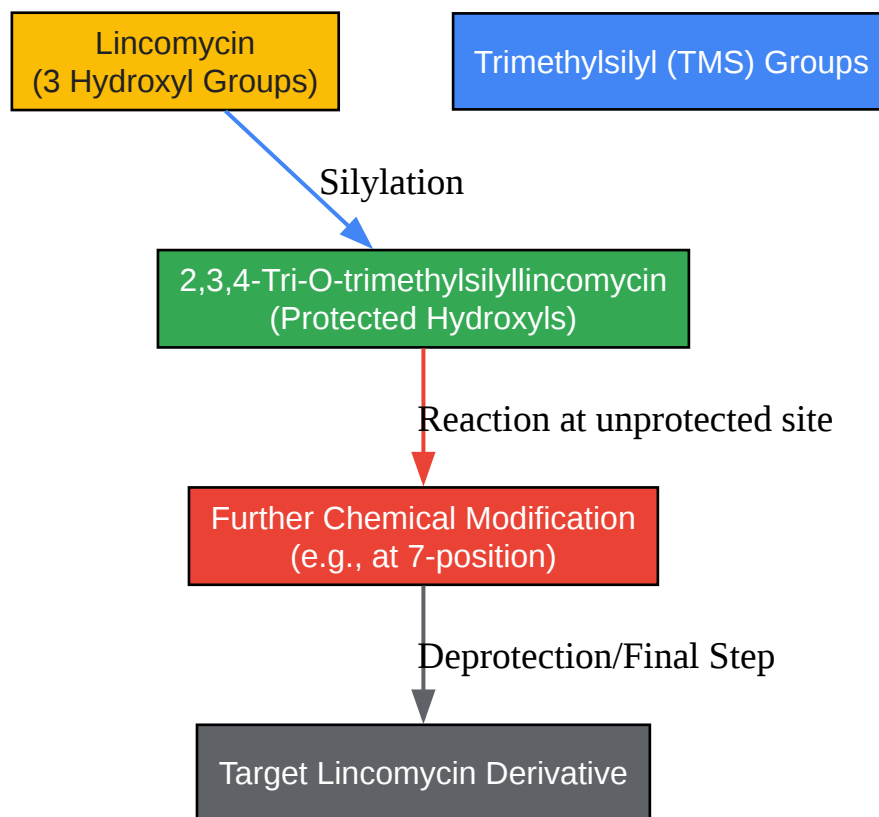 Lincomycin
(3 Hydroxyl Groups)
Trimethylsilyl (TMS) Groups
Silylation
2,3,4-Tri-O-trimethylsilyllincomycin
(Protected Hydroxyls)
Reaction at unprotected site
Further Chemical Modification
(e.g., at 7-position)
Deprotection/Final Step
Target Lincomycin Derivative